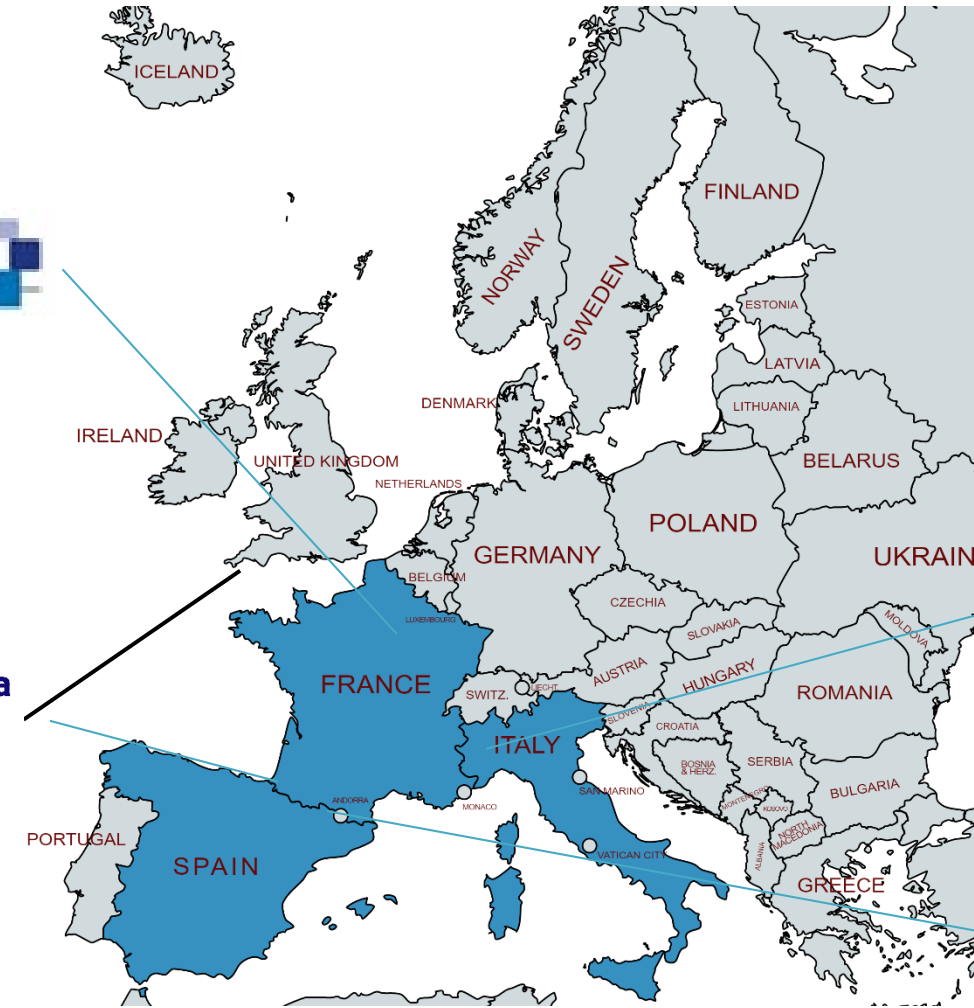 ICELAND
FINLAND
NORWAY
SWEDEN
ESTONIA
LATVIA
DENMARK
LITHUANIA
IRELAND
UNITED KINGDOM
BELARUS
NETHERLANDS
POLAND
GERMANY
UKRAIN
BELGIUM
CZECHIA
LUXEMBOURG
SLOVAKIA
MOLDOVA
a
FRANCE
SWITZ.
LIECHT.
AUSTRIA
HUNGARY
ROMANIA
SLOVENIA
CROATIA
ITALY
BOSNIA
& HERZ.
SERBIA
SAN MARINO
BULGARIA
ANDORRA
MONACO
MONTENEGRO
KOSOVO
PORTUGAL
NORTH
MACEDONIA
SPAIN
VATICAN CITY
ALBANIA
GREECE